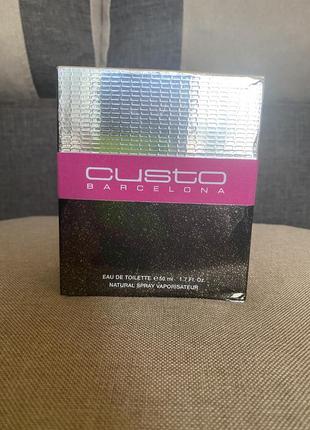 custo
BARCELONA
EAU DE TOILETTE ℮ 50 ml 1.7 Fl. Oz.
NATURAL SPRAY VAPORISATEUR